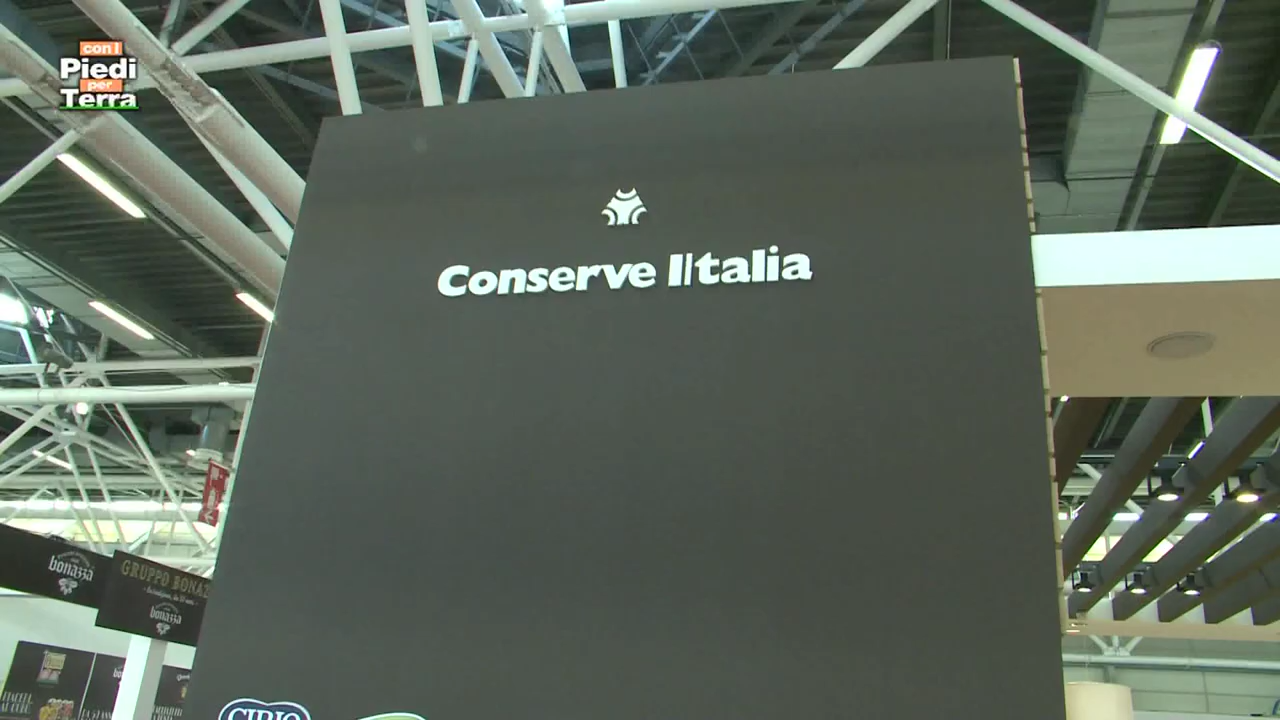 con i
Piedi
per
Terra
Conserve Italia
bonazza
GRUPPO BONAZ
bonazza
CIRIO